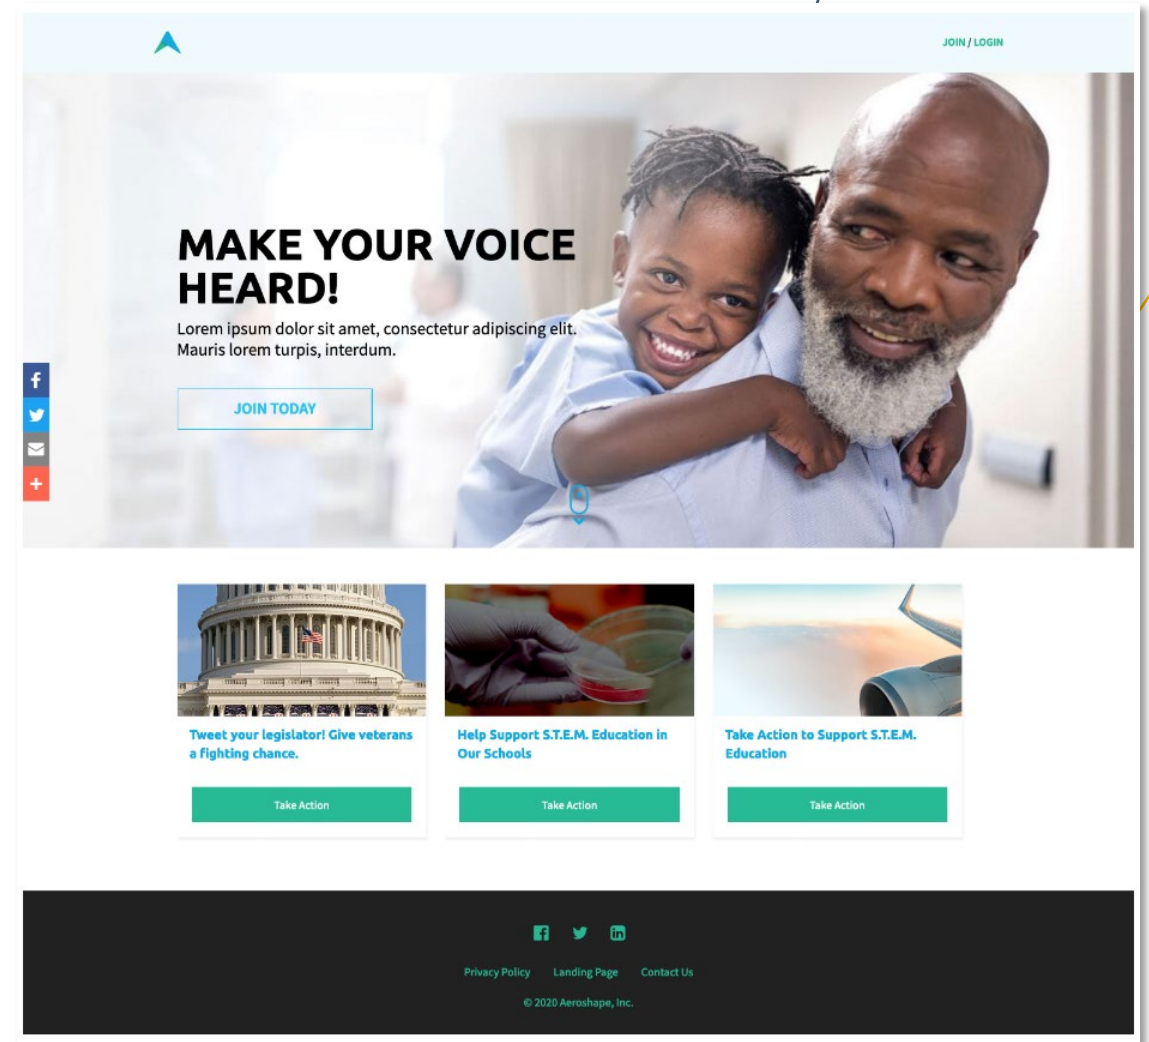 JOIN / LOGIN
MAKE YOUR VOICE
HEARD!
Lorem ipsum dolor sit amet, consectetur adipiscing elit.
Mauris lorem turpis, interdum.
JOIN TODAY
Tweet your legislator! Give veterans
a fighting chance.
Take Action
Help Support S.T.E.M. Education in
Our Schools
Take Action
Take Action to Support S.T.E.M.
Education
Take Action
Privacy Policy Landing Page Contact Us
© 2020 Aeroshape, Inc.